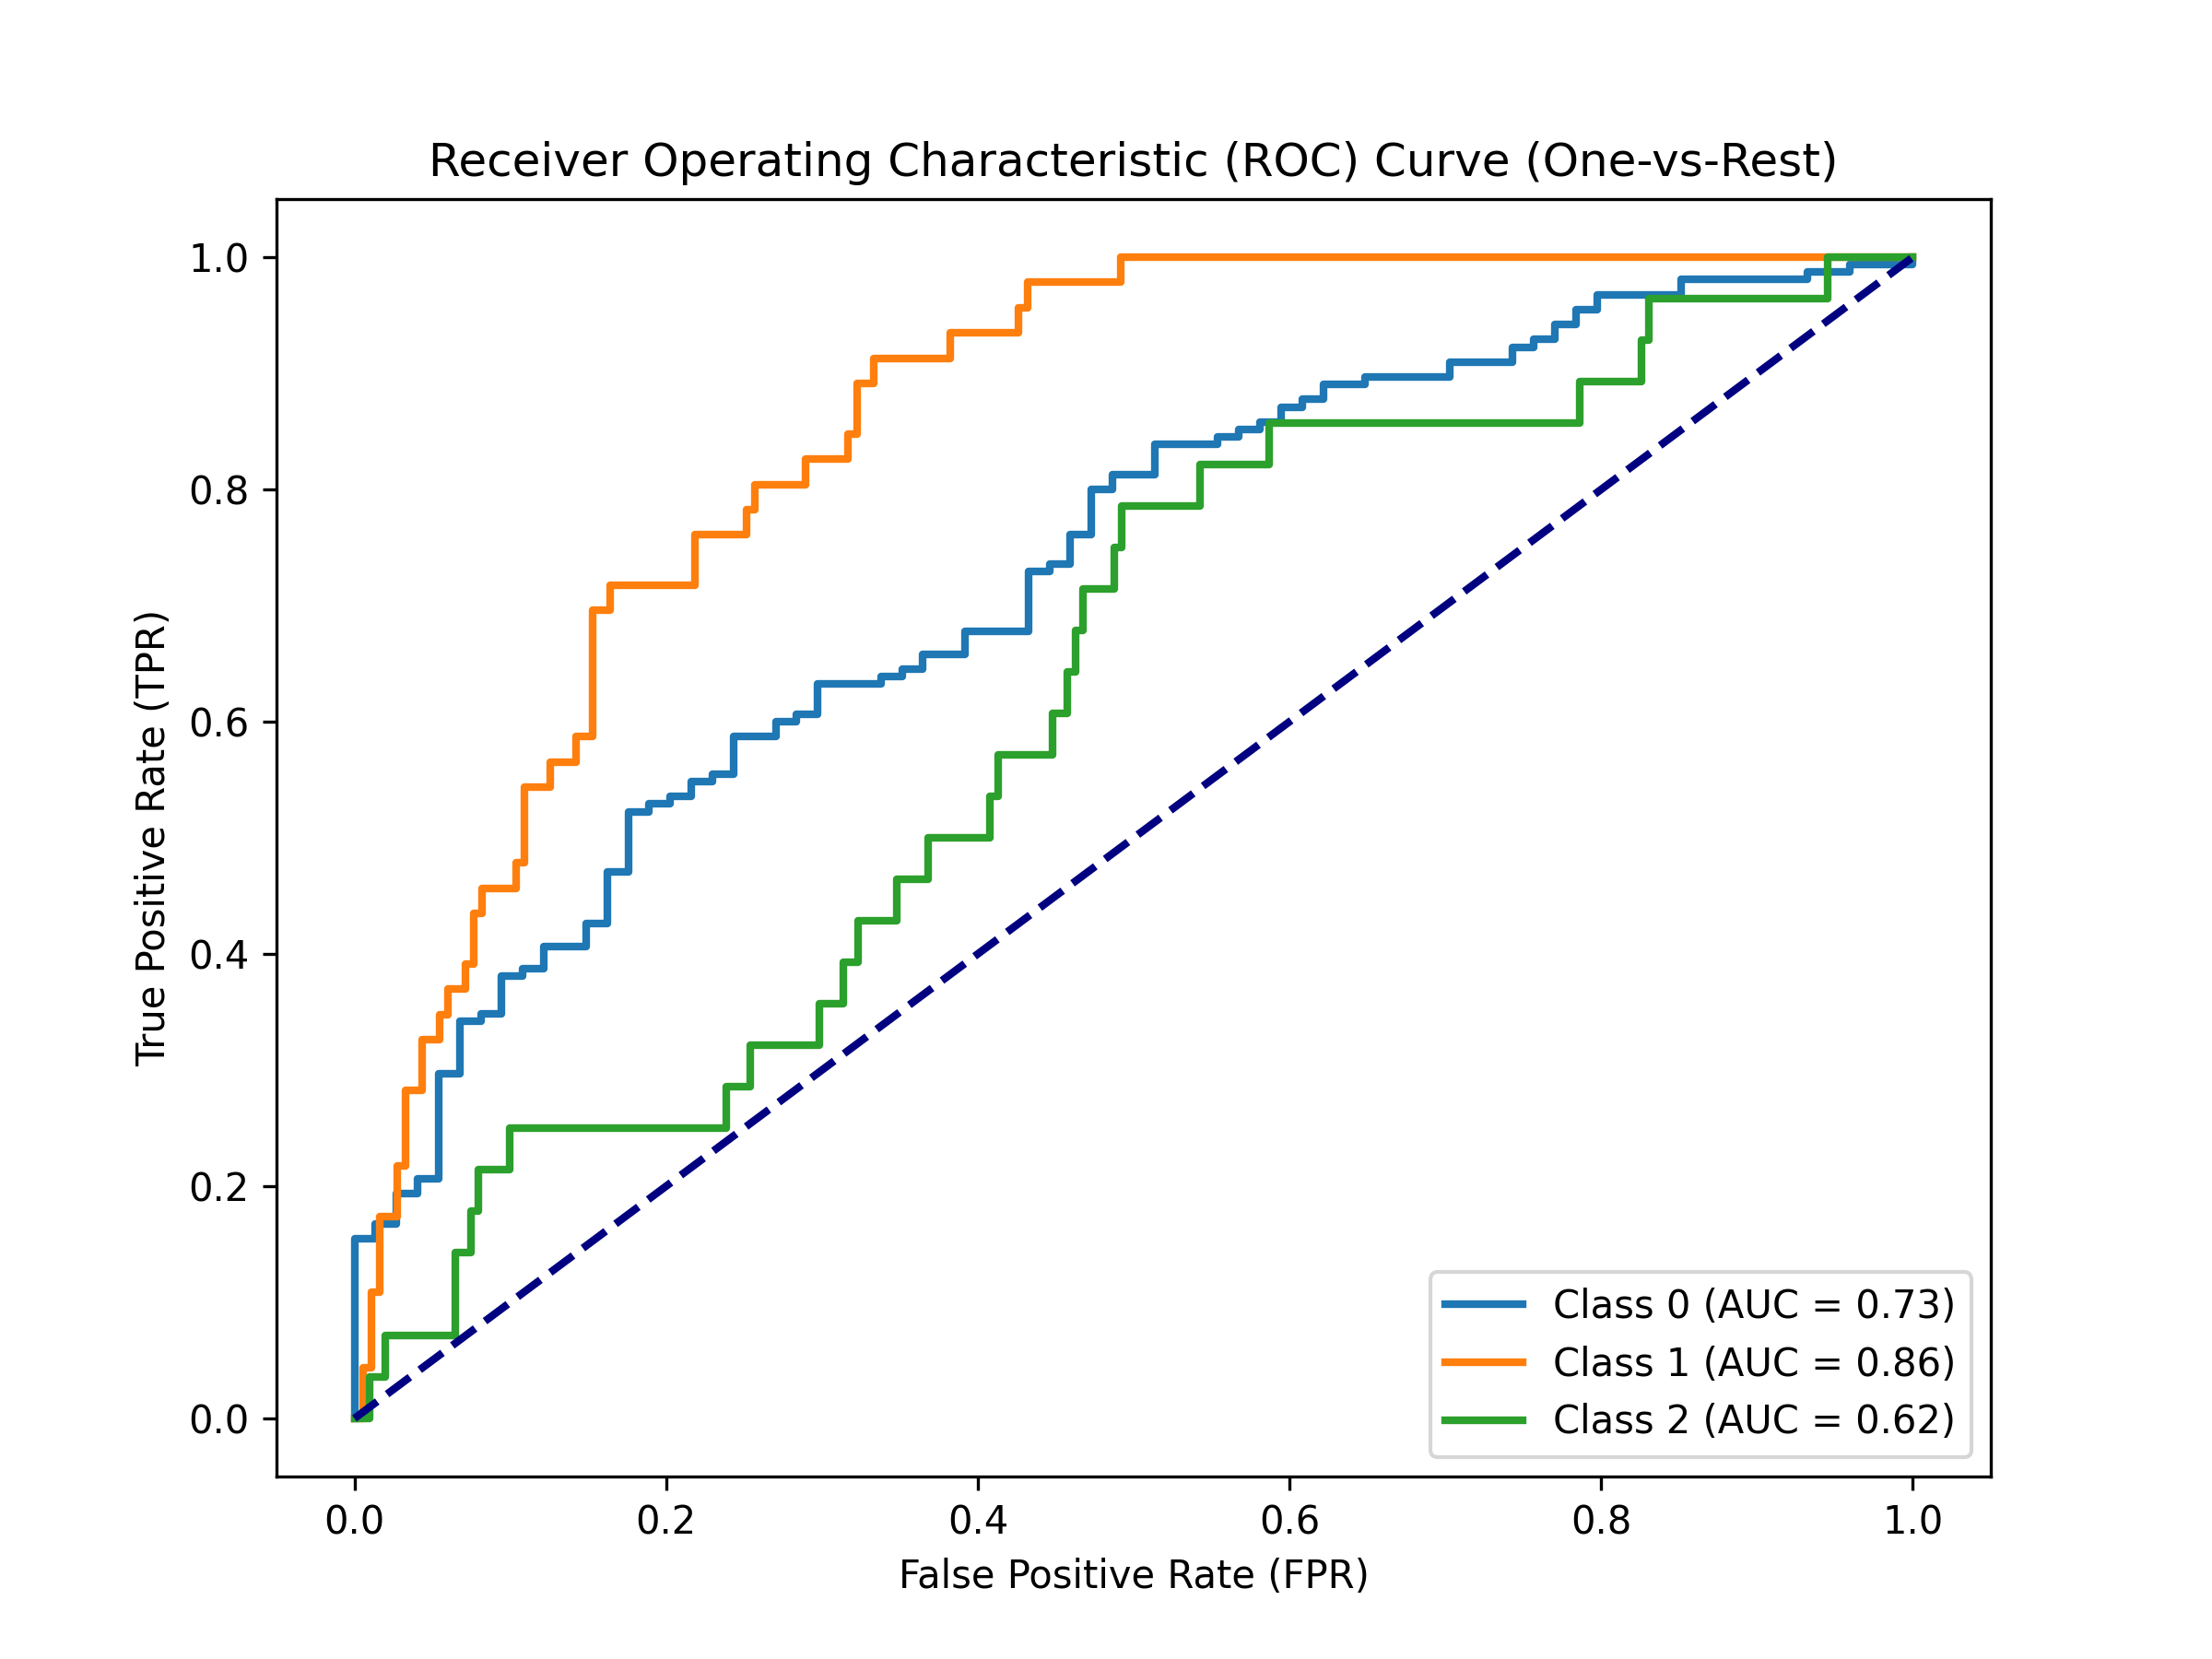 Receiver Operating Characteristic (ROC) Curve (One-vs-Rest)
True Positive Rate (TPR)
1.0
0.8
0.6
0.4
0.2
0.0
Class 0 (AUC = 0.73)
Class 1 (AUC = 0.86)
Class 2 (AUC = 0.62)
0.0 0.2 0.4 0.6 0.8 1.0
False Positive Rate (FPR)